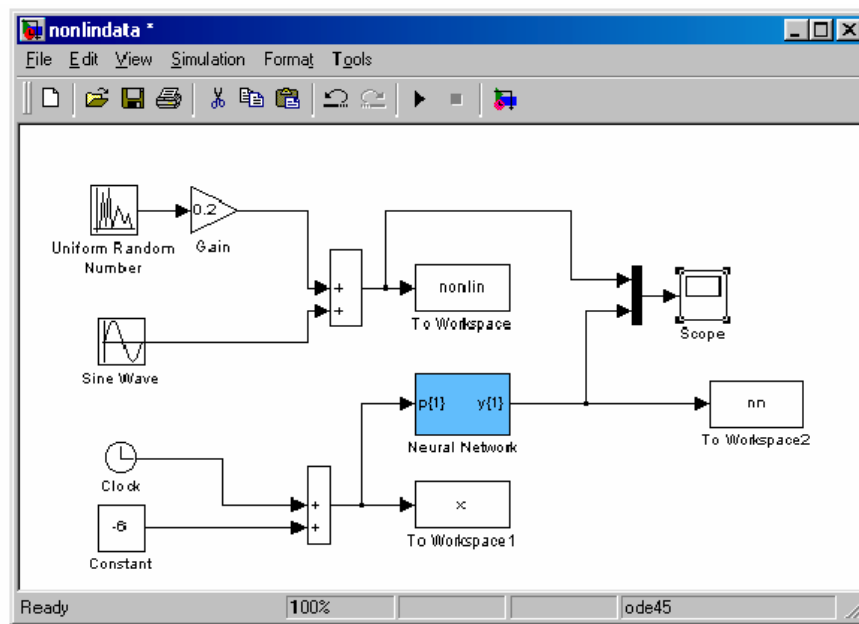 nonlindata *
File Edit View Simulation Format Tools
0.2
Uniform Random
Number
Gain
+
+
nonlin
To Workspace
Scope
Sine Wave
p{1} y{1}
Neural Network
nn
To Workspace2
Clock
+
+
x
To Workspace1
-6
Constant
Ready 100% ode45